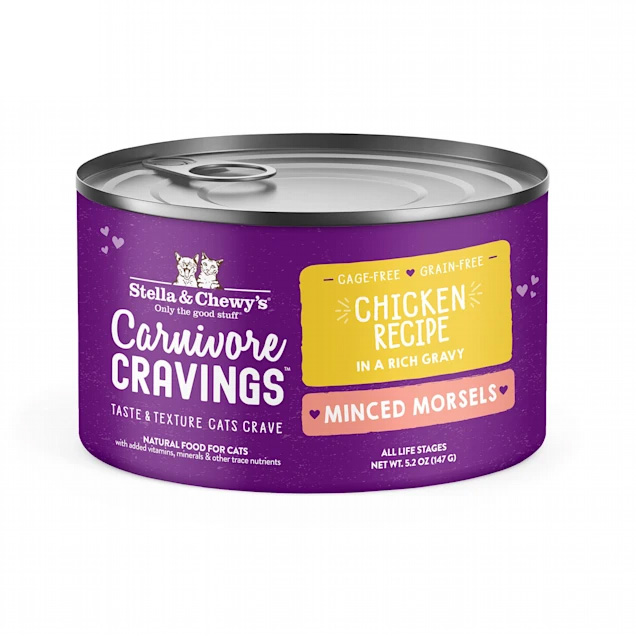 Stella & Chewy's®
Only the good stuff™
Carnivore
CRAVINGS™
TASTE & TEXTURE CATS CRAVE
NATURAL FOOD FOR CATS
with added vitamins, minerals & other trace nutrients
CAGE-FREE ♥ GRAIN-FREE
CHICKEN
RECIPE
IN A RICH GRAVY
MINCED MORSELS
ALL LIFE STAGES
NET WT. 5.2 OZ (147 G)